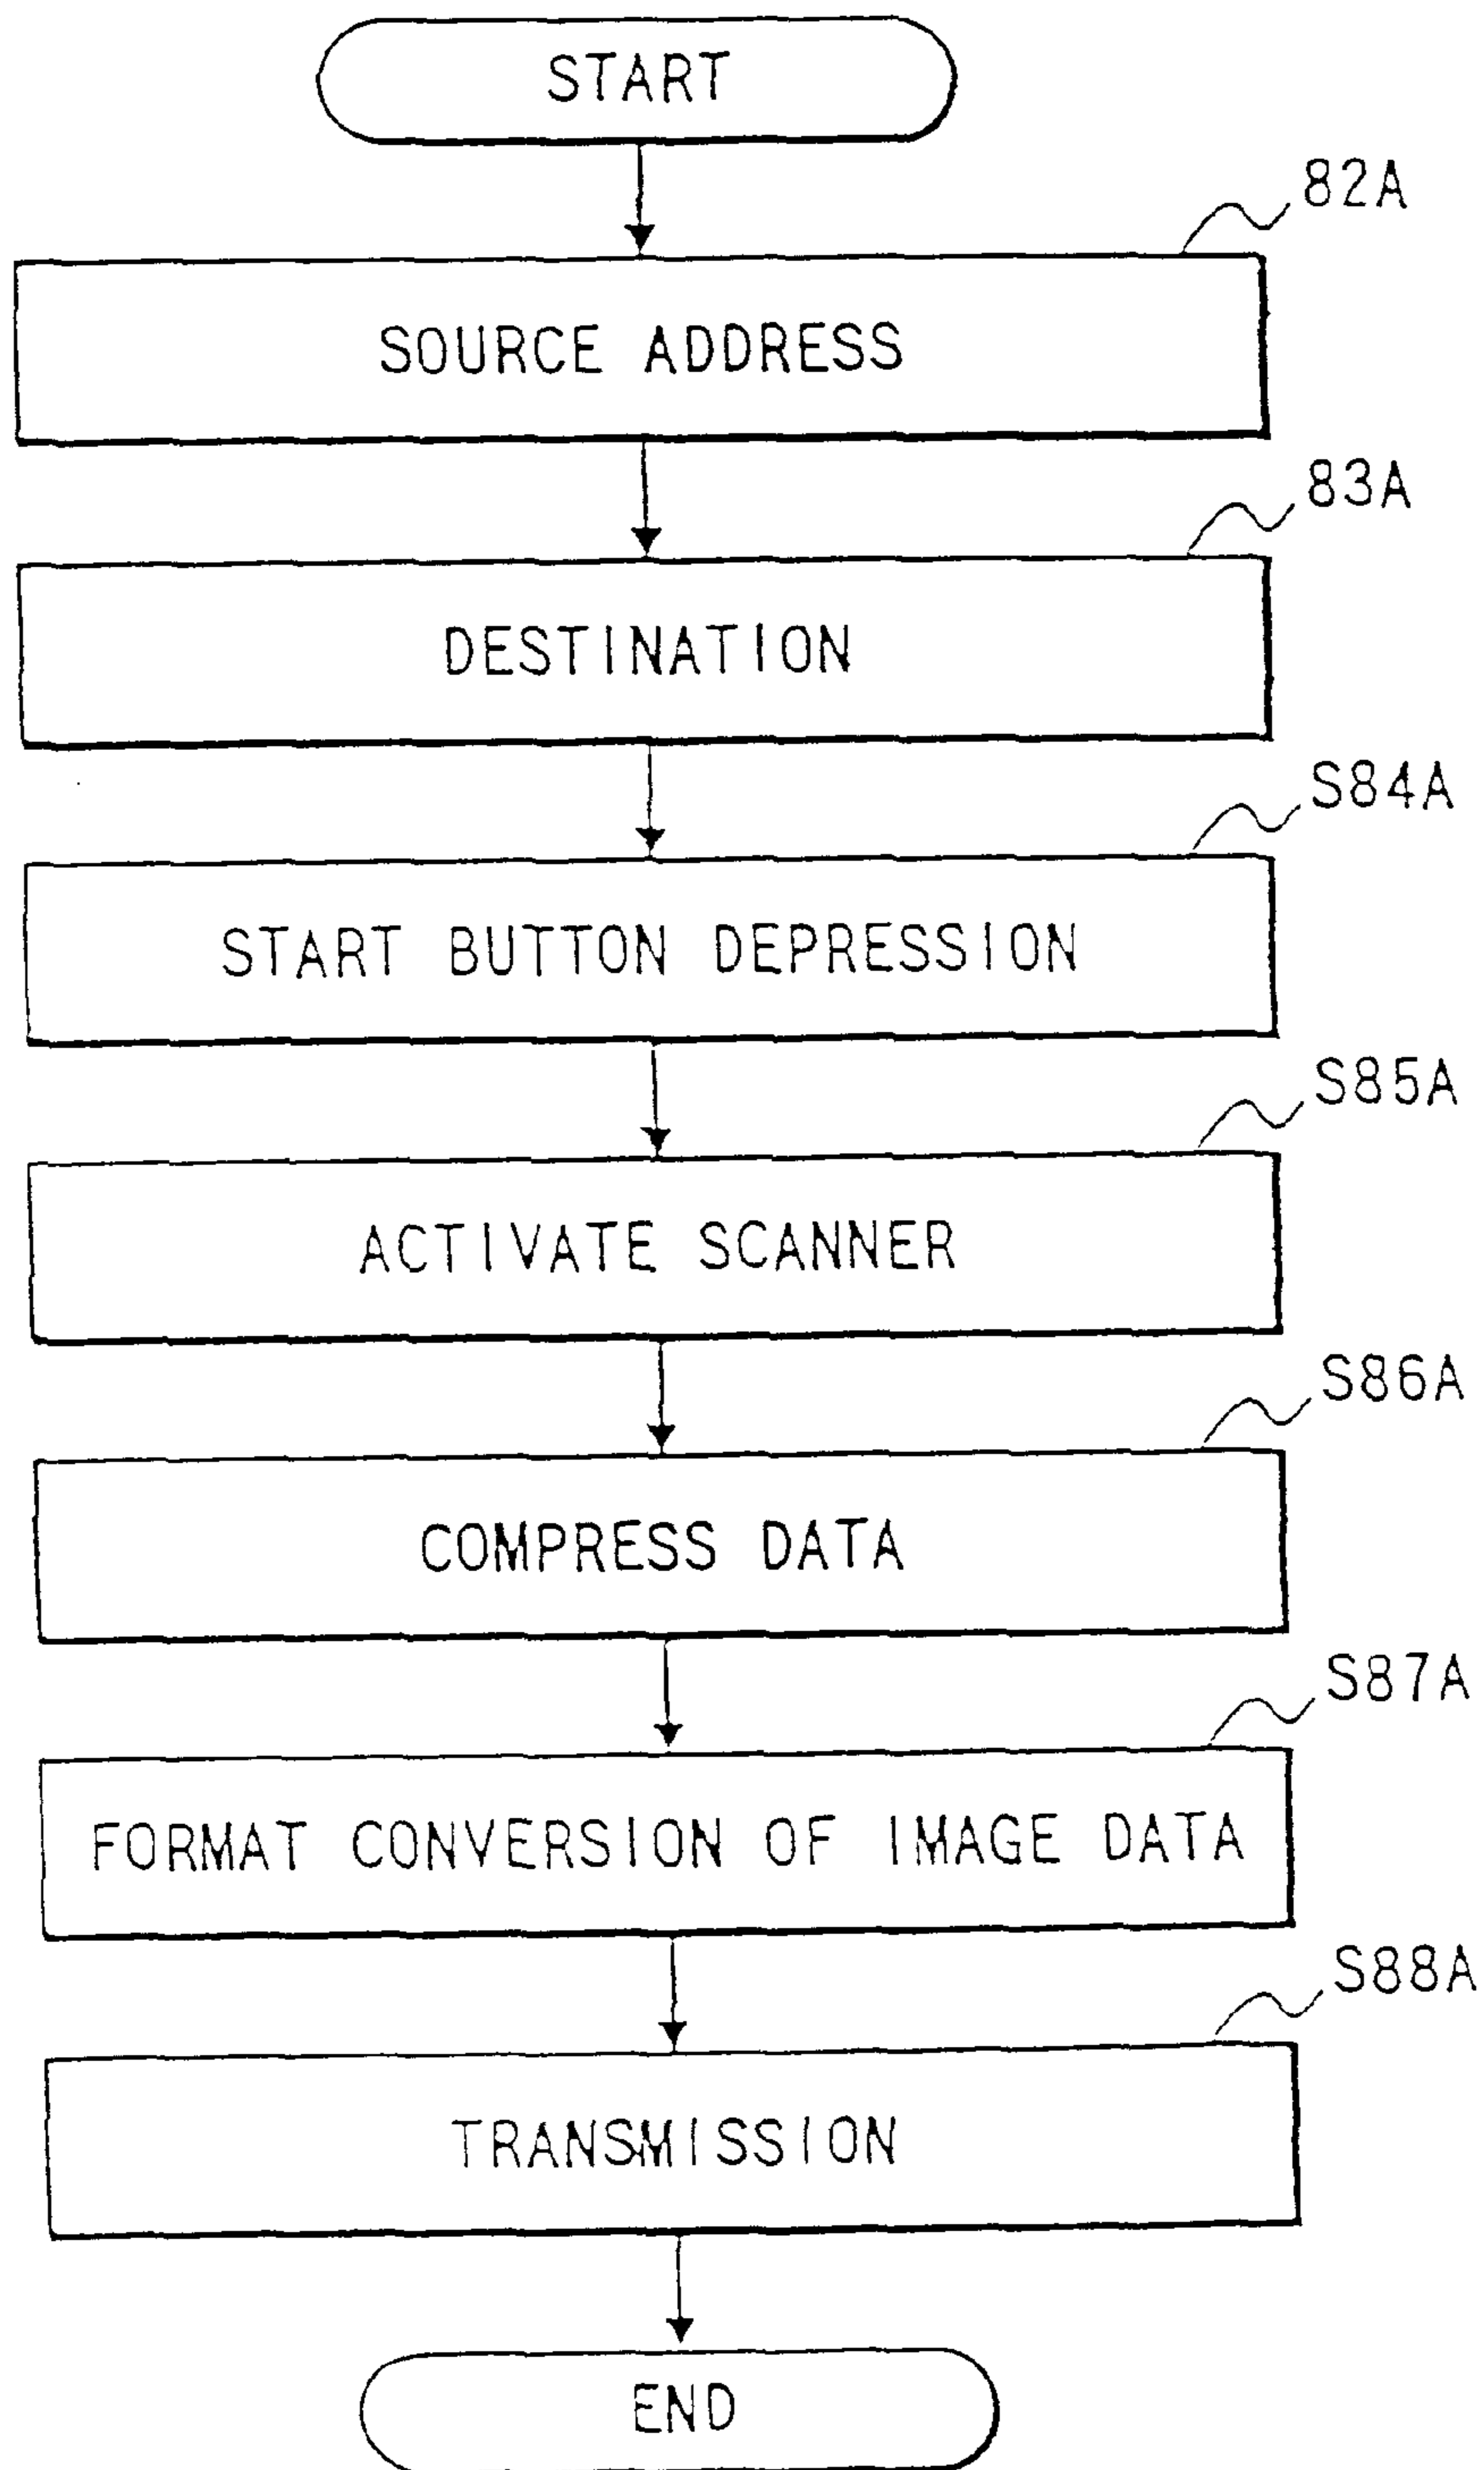 START
82A
SOURCE ADDRESS
83A
DESTINATION
S84A
START BUTTON DEPRESSION
S85A
ACTIVATE SCANNER
S86A
COMPRESS DATA
S87A
FORMAT CONVERSION OF IMAGE DATA
S88A
TRANSMISSION
END